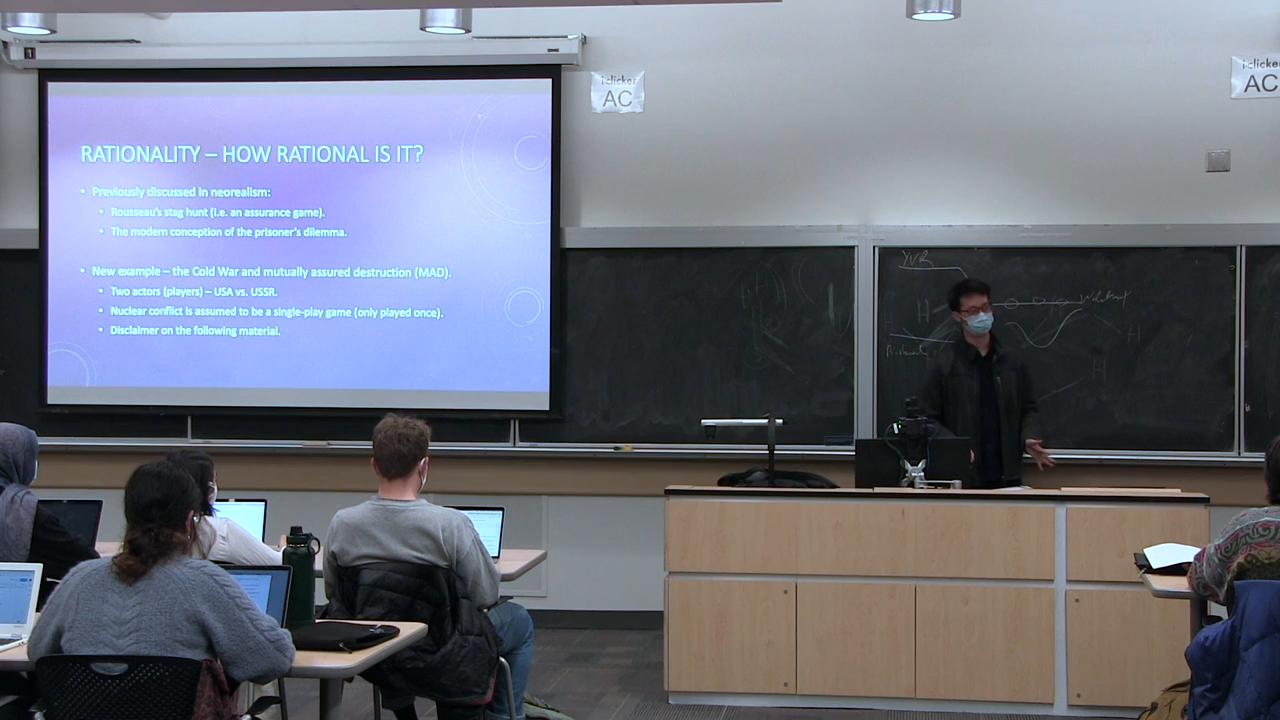 RATIONALITY – HOW RATIONAL IS IT?
• Previously discussed in neorealism:
• Rousseau's stag hunt (i.e. an assurance game).
• The modern conception of the prisoner's dilemma.
• New example – the Cold War and mutually assured destruction (MAD).
• Two actors (players) – USA vs. USSR.
• Nuclear conflict is assumed to be a single-play game (only played once).
• Disclaimer on the following material.
i>clicker
AC
i>clicker
AC
YVR
H
H
H